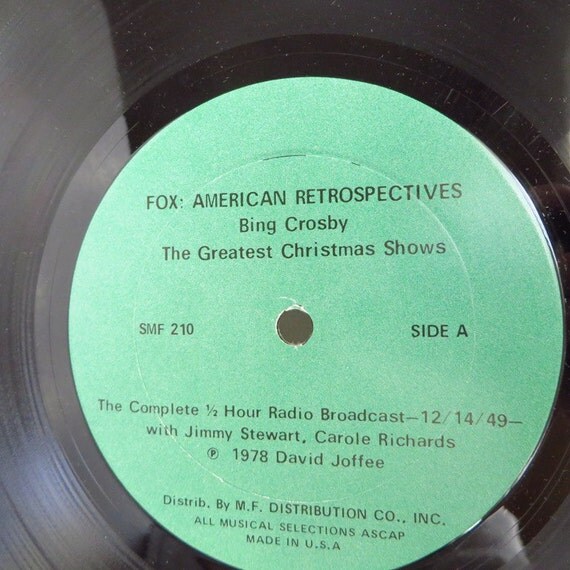 FOX: AMERICAN RETROSPECTIVES
Bing Crosby
The Greatest Christmas Shows
SMF 210 SIDE A
The Complete ½ Hour Radio Broadcast—12/14/49—
with Jimmy Stewart, Carole Richards
℗ 1978 David Joffee
Distrib. By M.F. DISTRIBUTION CO., INC.
ALL MUSICAL SELECTIONS ASCAP
MADE IN U.S.A